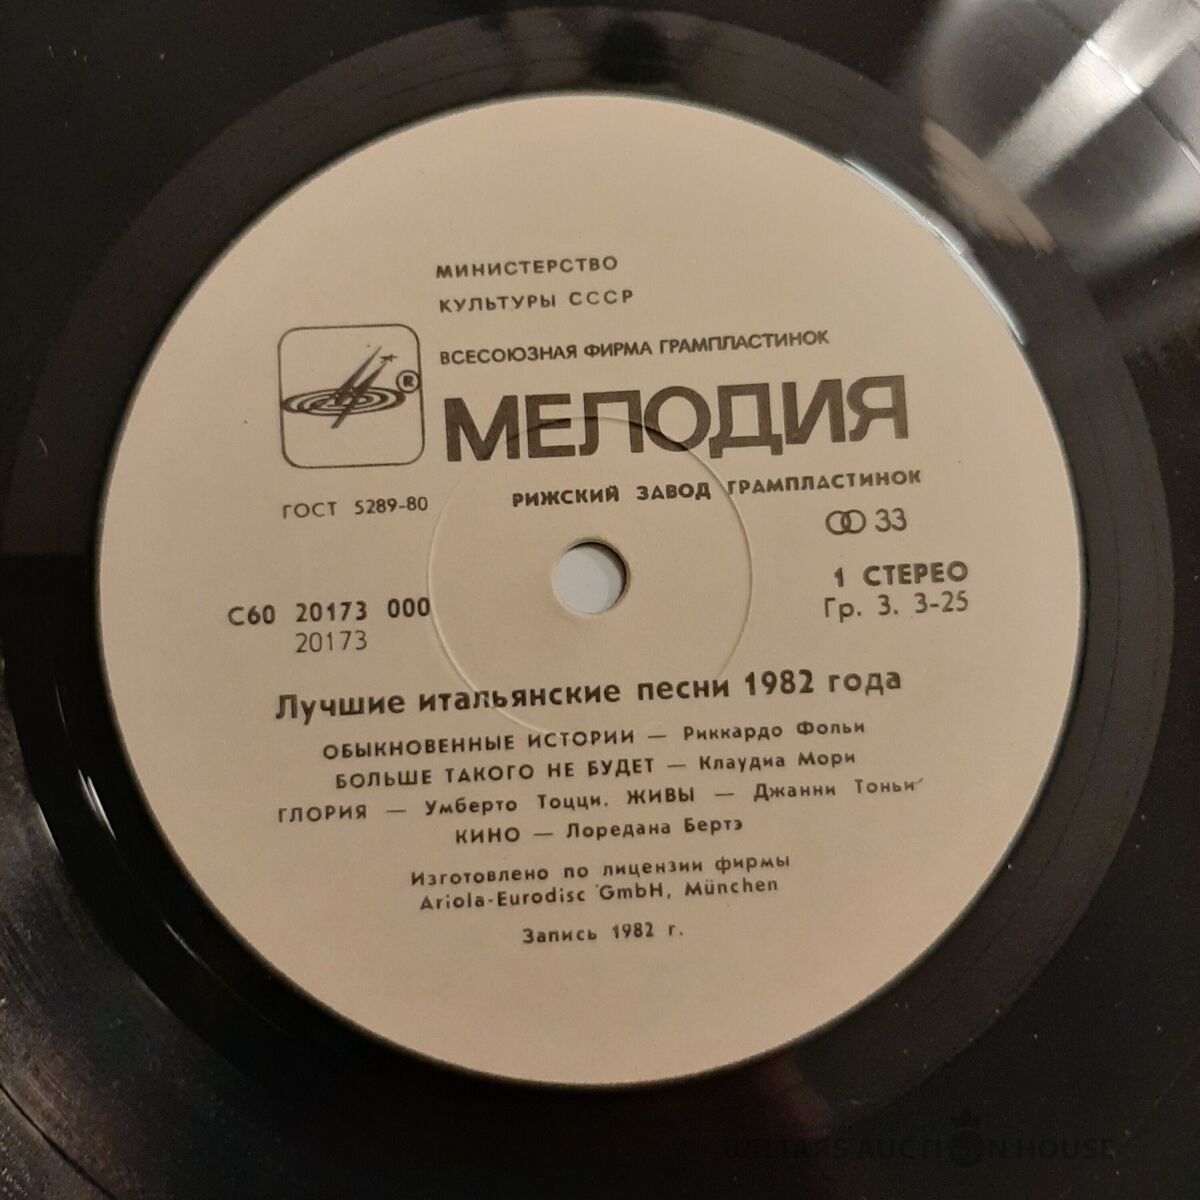 МИНИСТЕРСТВО
КУЛЬТУРЫ СССР
ВСЕСОЮЗНАЯ ФИРМА ГРАМПЛАСТИНОК
®
МЕЛОДИЯ
ГОСТ 5289-80
РИЖСКИЙ ЗАВОД ГРАМПЛАСТИНОК
33
1 СТЕРЕО
С60 20173 000
Гр. 3. 3-25
20173
Лучшие итальянские песни 1982 года
ОБЫКНОВЕННЫЕ ИСТОРИИ — Риккардо Фольи
БОЛЬШЕ ТАКОГО НЕ БУДЕТ — Клаудиа Мори
ГЛОРИЯ — Умберто Тоцци. ЖИВЫ — Джанни Тоньи
КИНО — Лоредана Бертэ
Изготовлено по лицензии фирмы
Ariola-Eurodisc GmbH, München
Запись 1982 г.
BALTARS AUCTION HOUSE